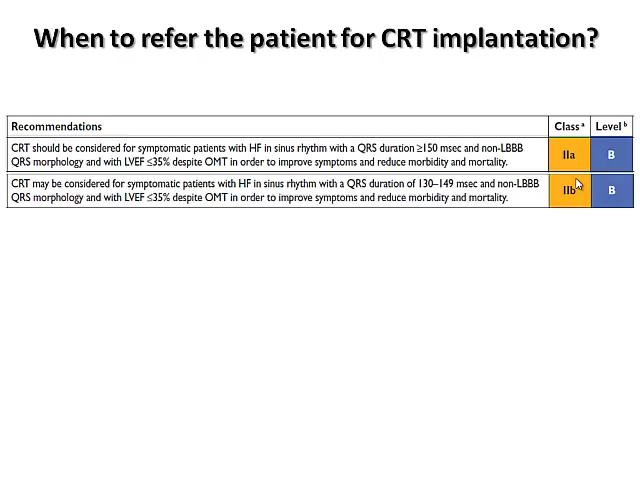 When to refer the patient for CRT implantation?
Recommendations Class a Level b
CRT should be considered for symptomatic patients with HF in sinus rhythm with a QRS duration ≥150 msec and non-LBBB
QRS morphology and with LVEF ≤35% despite OMT in order to improve symptoms and reduce morbidity and mortality.
IIa B
CRT may be considered for symptomatic patients with HF in sinus rhythm with a QRS duration of 130–149 msec and non-LBBB
QRS morphology and with LVEF ≤35% despite OMT in order to improve symptoms and reduce morbidity and mortality.
IIb B